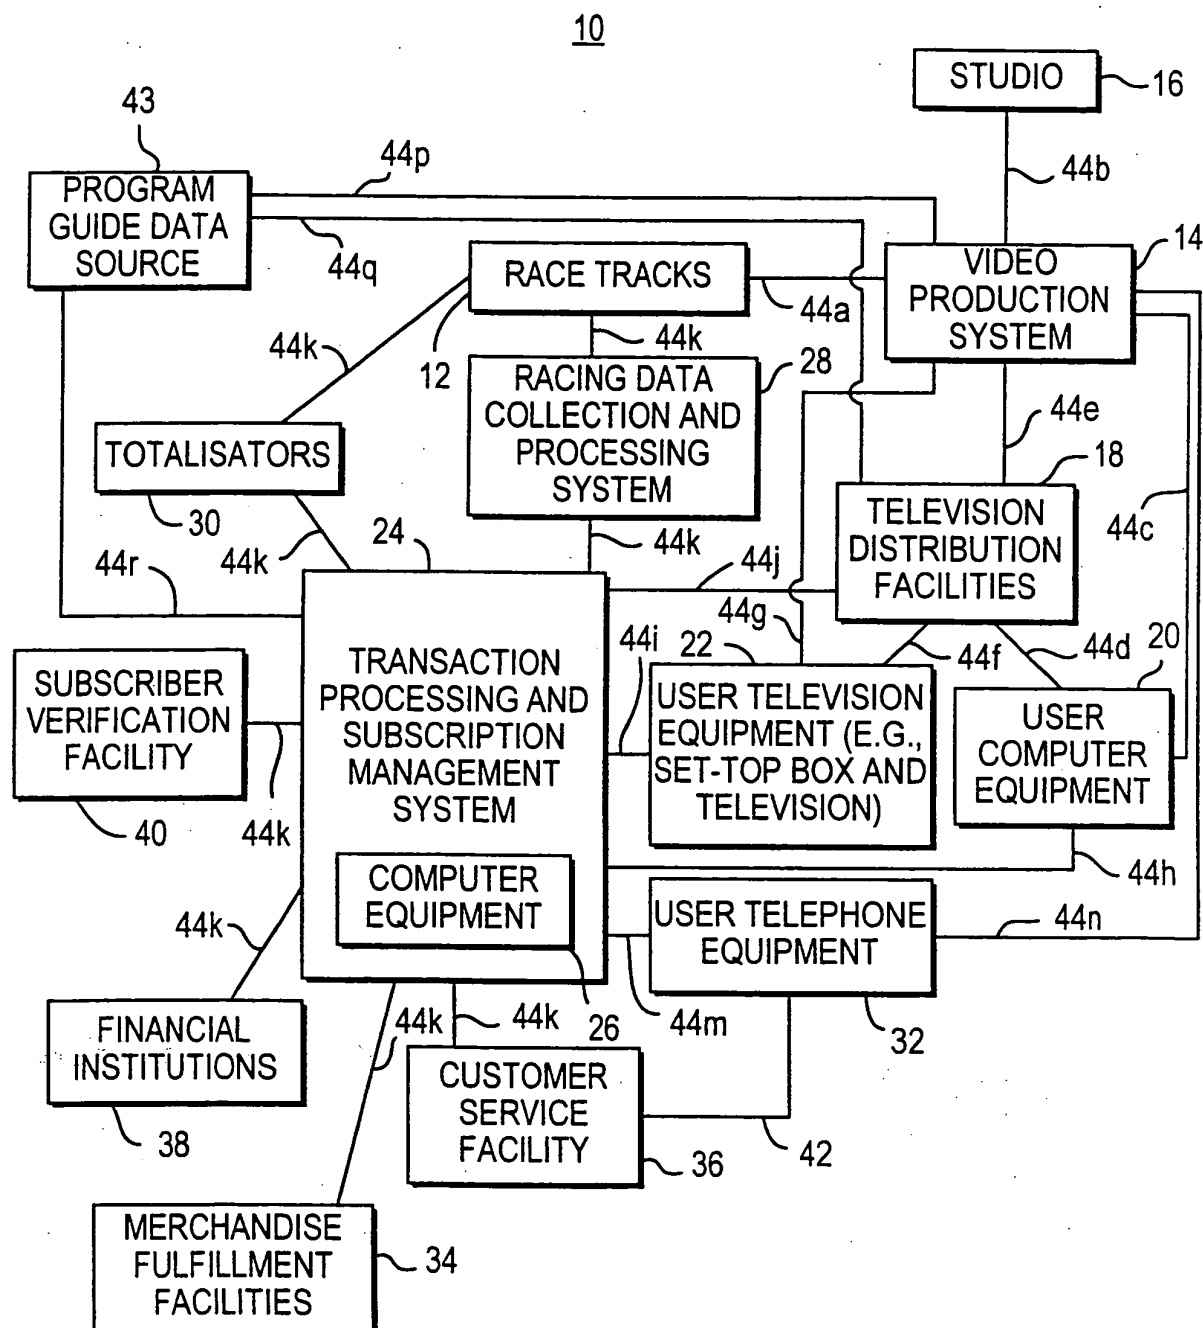 10
STUDIO
16
43
44p
44b
PROGRAM
GUIDE DATA
SOURCE
44q
RACE TRACKS
44a
VIDEO
PRODUCTION
SYSTEM
14
44k
12
44k
RACING DATA
COLLECTION AND
PROCESSING
SYSTEM
28
44e
18
44c
TOTALISATORS
30
44k
24
44k
44j
TELEVISION
DISTRIBUTION
FACILITIES
44r
44g
44i
22
44f
44d
20
SUBSCRIBER
VERIFICATION
FACILITY
40
44k
TRANSACTION
PROCESSING AND
SUBSCRIPTION
MANAGEMENT
SYSTEM
USER TELEVISION
EQUIPMENT (E.G.,
SET-TOP BOX AND
TELEVISION)
USER
COMPUTER
EQUIPMENT
44h
COMPUTER
EQUIPMENT
26
USER TELEPHONE
EQUIPMENT
44n
32
44k
44m
FINANCIAL
INSTITUTIONS
38
44k
44k
CUSTOMER
SERVICE
FACILITY
36
42
MERCHANDISE
FULFILLMENT
FACILITIES
34